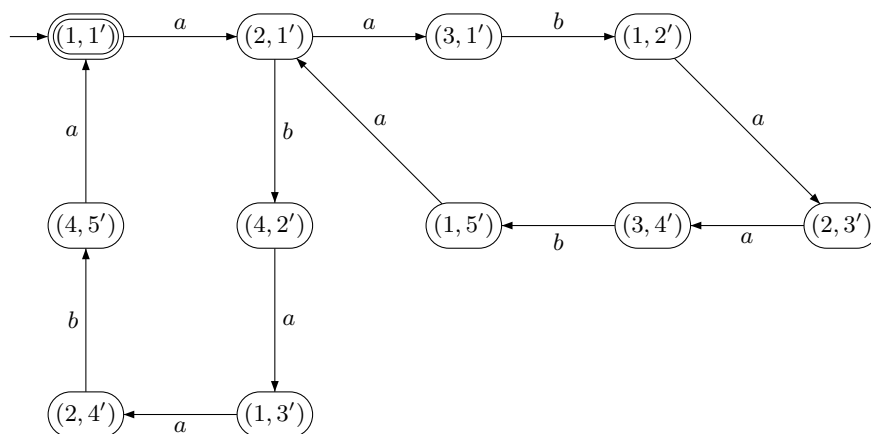 (1, 1′) a (2, 1′) a (3, 1′) b (1, 2′)
a b a a
(4, 5′) (4, 2′) (1, 5′) b (3, 4′) a (2, 3′)
b a
(2, 4′) a (1, 3′)